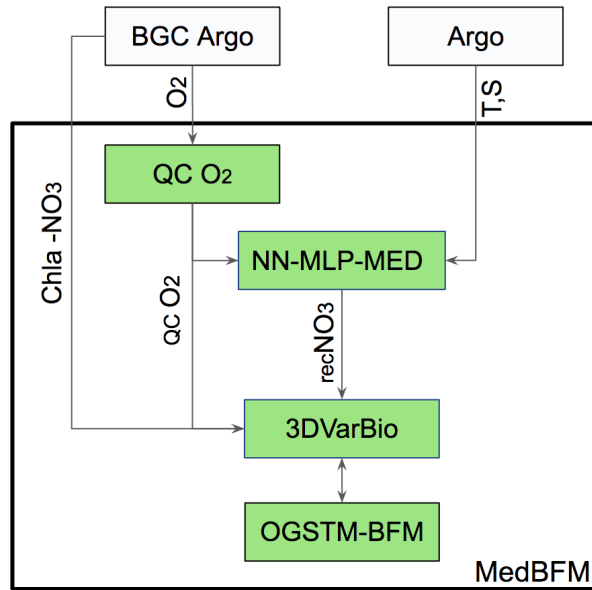 BGC Argo
Argo
O2
T,S
QC O2
Chla -NO3
NN-MLP-MED
QC O2
recNO3
3DVarBio
OGSTM-BFM
MedBFM